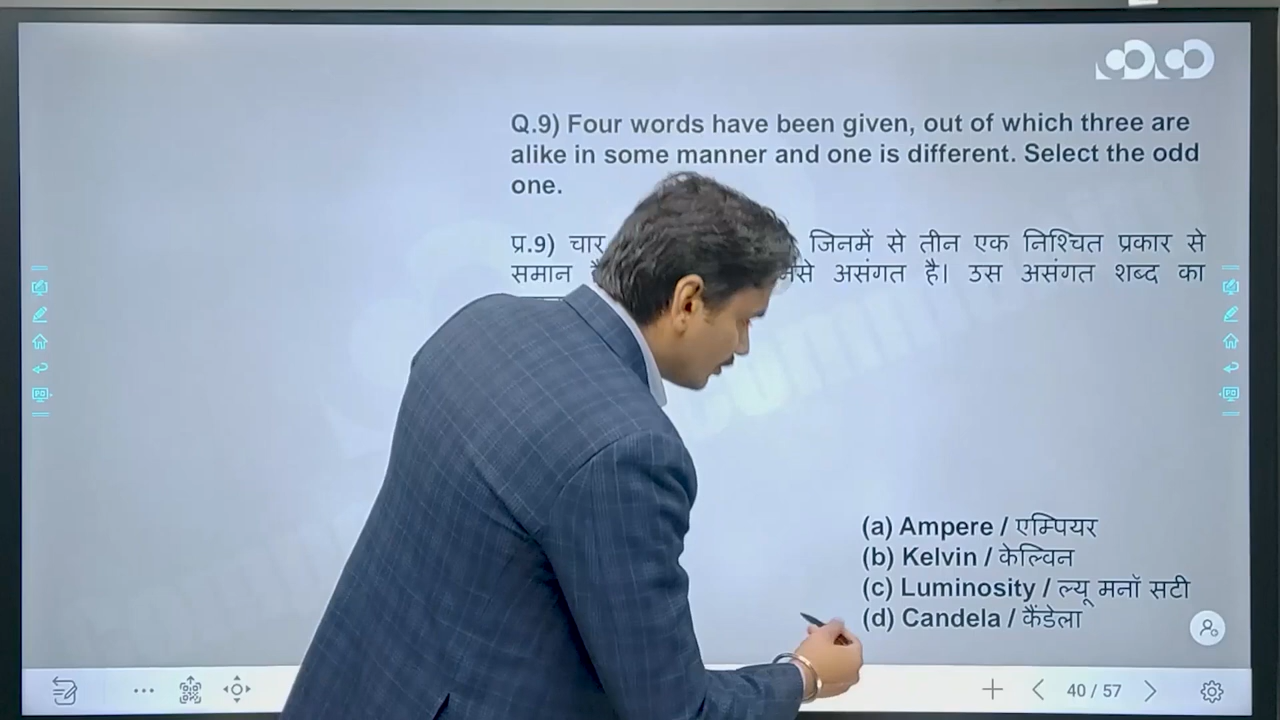 Q.9) Four words have been given, out of which three are
alike in some manner and one is different. Select the odd
one.
प्र.9) चार जिनमें से तीन एक निश्चित प्रकार से
समान असंगत है। उस असंगत शब्द का
(a) Ampere / एम्पियर
(b) Kelvin / केल्विन
(c) Luminosity / ल्यू मनॉ सटी
(d) Candela / कैंडेला
40 / 57